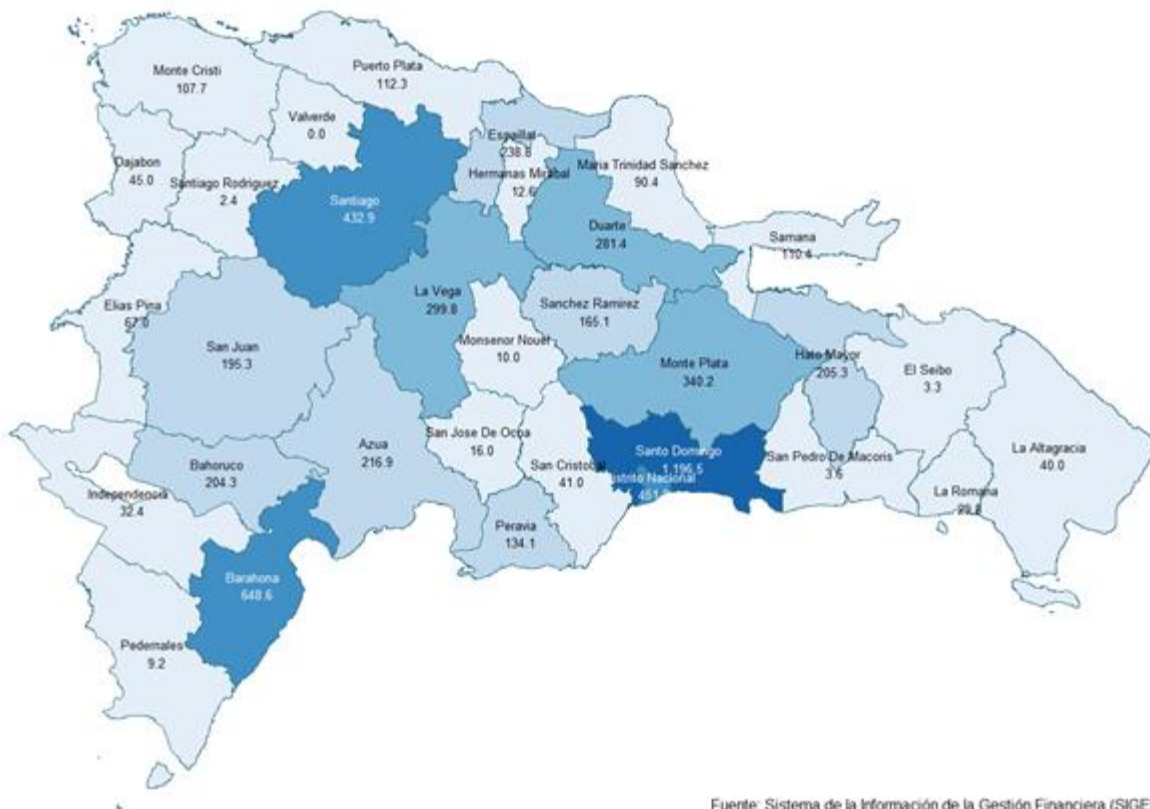 Monte Cristi
107.7
Puerto Plata
112.3
Valverde
0.0
Espaillat
238.8
Maria Trinidad Sanchez
90.4
Dajabon
45.0
Santiago Rodriguez
2.4
Hermanas Mirabal
12.6
Santiago
432.9
Duarte
281.4
Samana
110.4
Elias Pina
67.0
La Vega
299.8
Sanchez Ramirez
165.1
San Juan
195.3
Monsenor Nouel
10.0
Monte Plata
340.2
Hato Mayor
205.3
El Seibo
3.3
Azua
216.9
San Jose De Ocoa
16.0
Santo Domingo
1,195.5
San Pedro De Macoris
3.6
La Altagracia
40.0
Bahoruco
204.3
San Cristobal
41.0
Nacional
La Romana
Independencia
32.4
Peravia
134.1
Barahona
648.6
Pedernales
9.2
Fuente: Sistema de la Información de la Gestión Financiera (SIGE